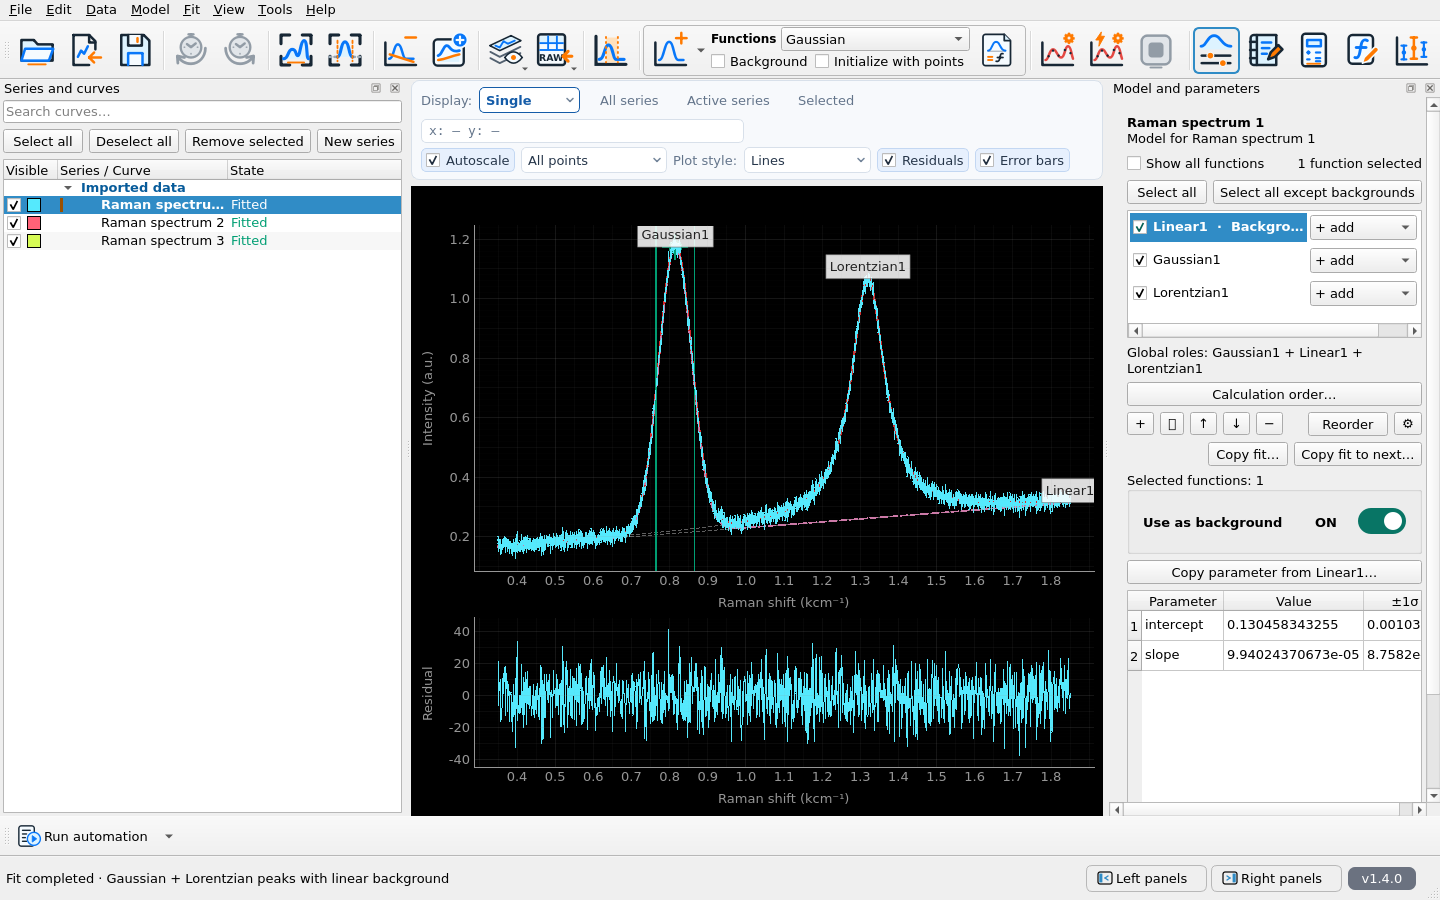 File Edit Data Model Fit View Tools Help
RAW
Functions Gaussian
Background Initialize with points
Series and curves
Search curves…
Select all Deselect all Remove selected New series
Visible Series / Curve State
Imported data
Raman spectru… Fitted
Raman spectrum 2 Fitted
Raman spectrum 3 Fitted
Display: Single All series Active series Selected
x: — y: —
Autoscale All points Plot style: Lines Residuals Error bars
Gaussian1
Lorentzian1
Linear1
1.2
1.0
0.8
0.6
0.4
0.2
Intensity (a.u.)
0.4 0.5 0.6 0.7 0.8 0.9 1.0 1.1 1.2 1.3 1.4 1.5 1.6 1.7 1.8
Raman shift (kcm⁻¹)
40
20
0
-20
-40
Residual
0.4 0.5 0.6 0.7 0.8 0.9 1.0 1.1 1.2 1.3 1.4 1.5 1.6 1.7 1.8
Raman shift (kcm⁻¹)
Model and parameters
Raman spectrum 1
Model for Raman spectrum 1
Show all functions 1 function selected
Select all Select all except backgrounds
Linear1 · Backgro… + add
Gaussian1 + add
Lorentzian1 + add
Global roles: Gaussian1 + Linear1 +
Lorentzian1
Calculation order…
+ ↑ ↓ − Reorder ⚙
Copy fit… Copy fit to next…
Selected functions: 1
Use as background ON
Copy parameter from Linear1…
Parameter Value ±1σ
1 intercept 0.130458343255 0.00103
2 slope 9.94024370673e-05 8.7582e
Run automation
Fit completed · Gaussian + Lorentzian peaks with linear background
Left panels Right panels v1.4.0